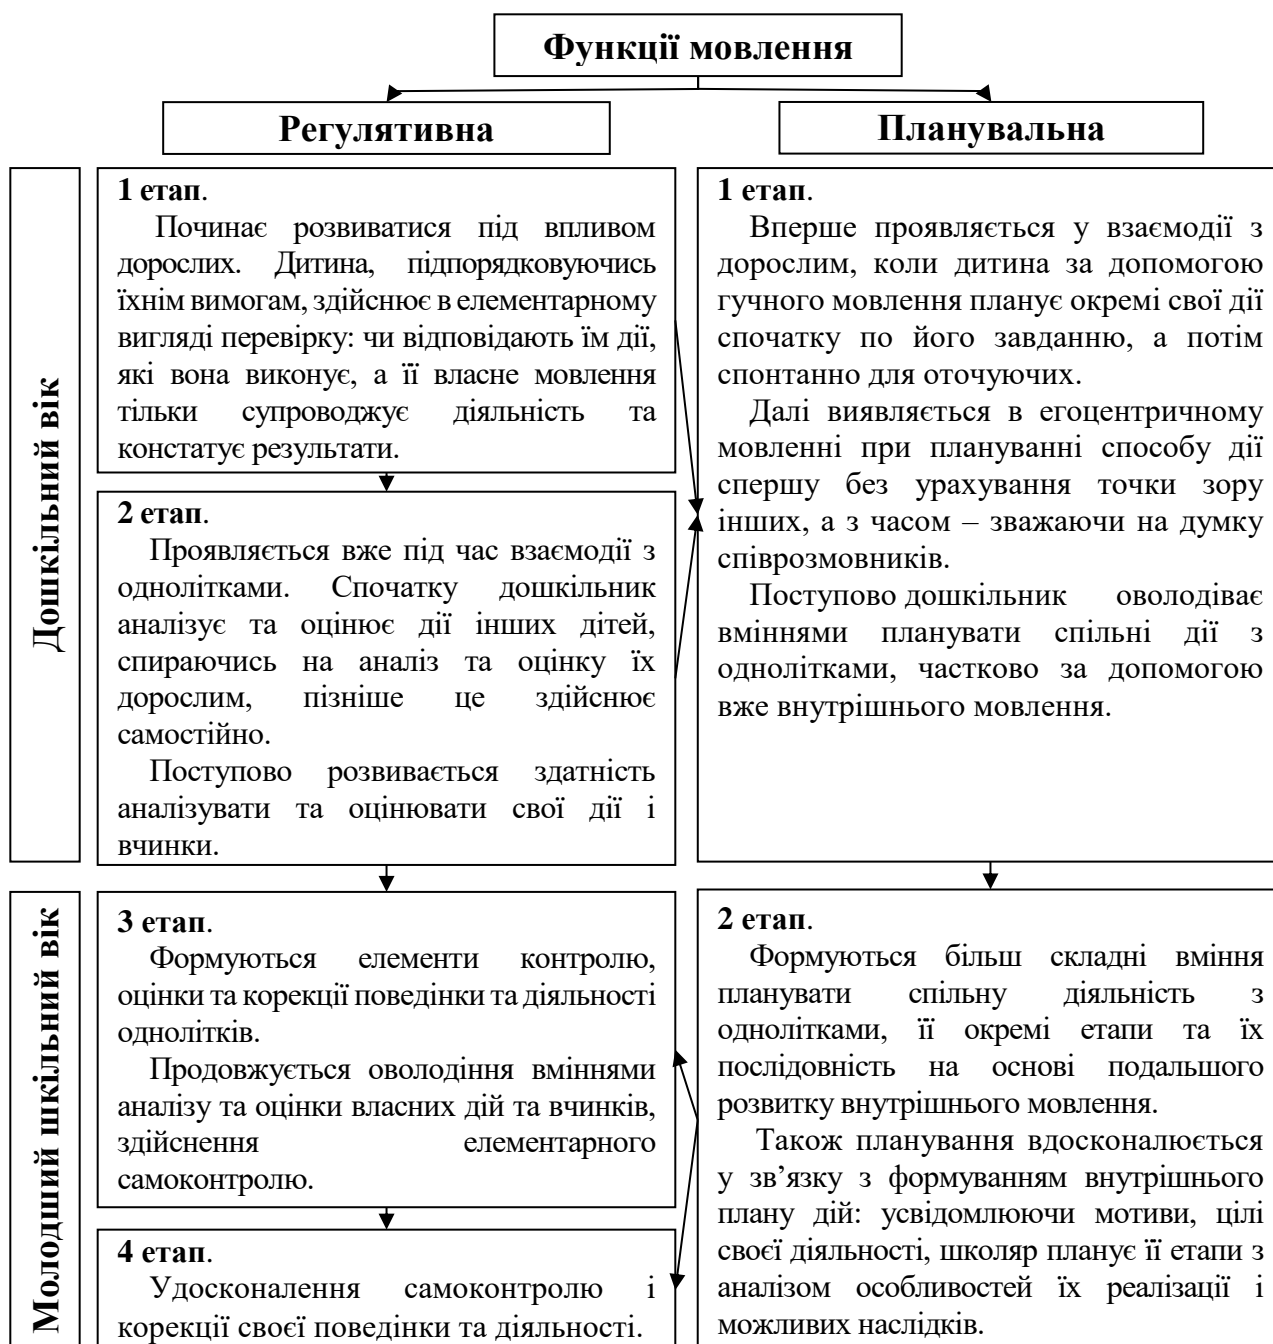 Функції мовлення
Регулятивна
Планувальна
Дошкільний вік
1 етап.
Починає розвиватися під впливом
дорослих. Дитина, підпорядковуючись
їхнім вимогам, здійснює в елементарному
вигляді перевірку: чи відповідають їм дії,
які вона виконує, а її власне мовлення
тільки супроводжує діяльність та
констатує результати.
2 етап.
Проявляється вже під час взаємодії з
однолітками. Спочатку дошкільник
аналізує та оцінює дії інших дітей,
спираючись на аналіз та оцінку їх
дорослим, пізніше це здійснює
самостійно.
Поступово розвивається здатність
аналізувати та оцінювати свої дії і
вчинки.
1 етап.
Вперше проявляється у взаємодії з
дорослим, коли дитина за допомогою
гучного мовлення планує окремі свої дії
спочатку по його завданню, а потім
спонтанно для оточуючих.
Далі виявляється в егоцентричному
мовленні при плануванні способу дії
спершу без урахування точки зору
інших, а з часом – зважаючи на думку
співрозмовників.
Поступово дошкільник оволодіває
вміннями планувати спільні дії з
однолітками, частково за допомогою
вже внутрішнього мовлення.
Молодший шкільний вік
3 етап.
Формуються елементи контролю,
оцінки та корекції поведінки та діяльності
однолітків.
Продовжується оволодіння вміннями
аналізу та оцінки власних дій та вчинків,
здійснення елементарного
самоконтролю.
4 етап.
Удосконалення самоконтролю і
корекції своєї поведінки та діяльності.
2 етап.
Формуються більш складні вміння
планувати спільну діяльність з
однолітками, її окремі етапи та їх
послідовність на основі подальшого
розвитку внутрішнього мовлення.
Також планування вдосконалюється
у зв’язку з формуванням внутрішнього
плану дій: усвідомлюючи мотиви, цілі
своєї діяльності, школяр планує її етапи з
аналізом особливостей їх реалізації і
можливих наслідків.